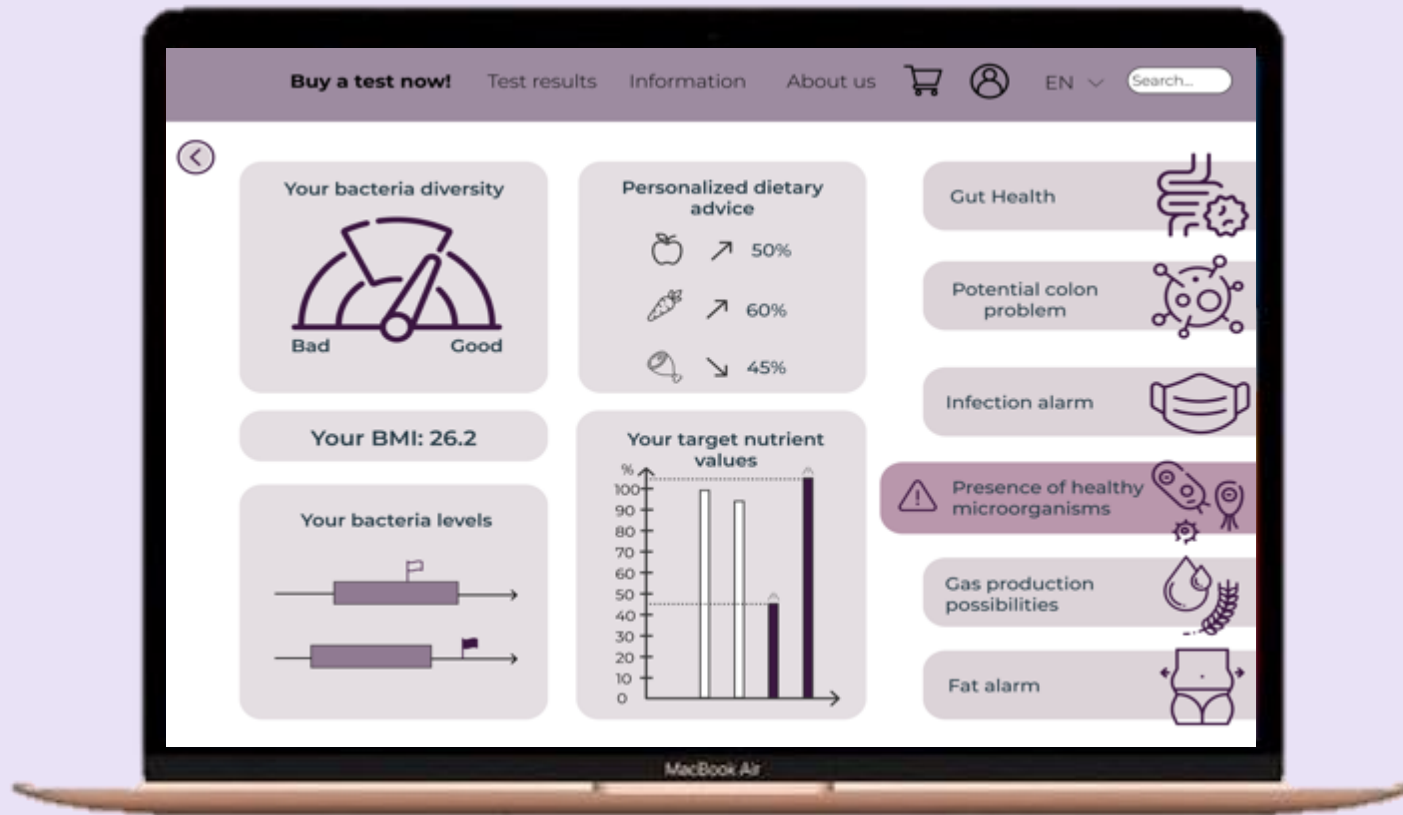 Buy a test now! Test results Information About us EN Search...
Your bacteria diversity
Bad Good
Your BMI: 26.2
Your bacteria levels
Personalized dietary
advice
50%
60%
45%
Your target nutrient
values
%
100
90
80
70
60
50
40
30
20
10
0
Gut Health
Potential colon
problem
Infection alarm
Presence of healthy
microorganisms
Gas production
possibilities
Fat alarm
MacBook Air